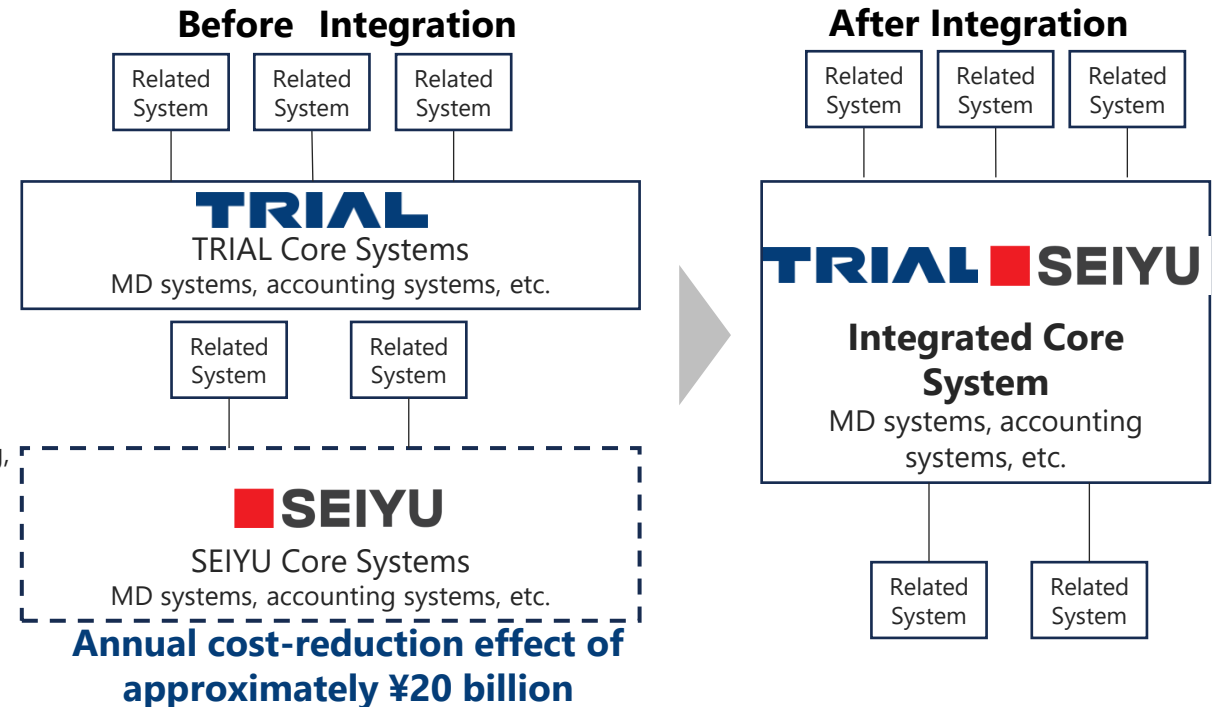 Before Integration
Related
System
Related
System
Related
System
TRIAL
TRIAL Core Systems
MD systems, accounting systems, etc.
Related
System
Related
System
SEIYU
SEIYU Core Systems
MD systems, accounting systems, etc.
Annual cost-reduction effect of
approximately ¥20 billion
After Integration
Related
System
Related
System
Related
System
TRIAL SEIYU
Integrated Core
System
MD systems, accounting
systems, etc.
Related
System
Related
System